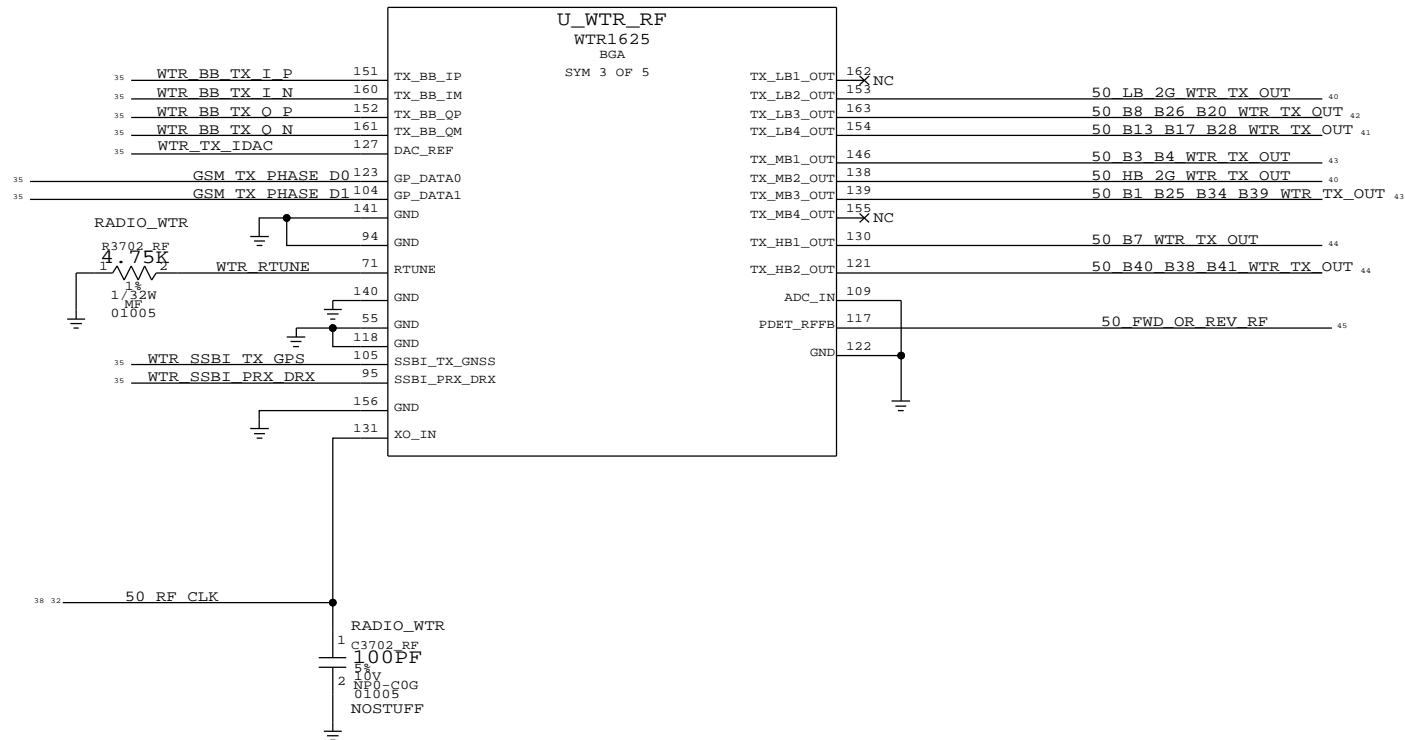 U_WTR_RF
WTR1625
BGA
SYM 3 OF 5
35 WTR_BB_TX_I_P 151 TX_BB_IP
35 WTR_BB_TX_I_N 160 TX_BB_IM
35 WTR_BB_TX_Q_P 152 TX_BB_QP
35 WTR_BB_TX_Q_N 161 TX_BB_QM
35 WTR_TX_IDAC 127 DAC_REF
35 GSM_TX_PHASE_D0 123 GP_DATA0
35 GSM_TX_PHASE_D1 104 GP_DATA1
141 GND
94 GND
RADIO_WTR
R3702_RF
4.75K
1 2
1%
1/32W
MF
01005
WTR_RTUNE 71 RTUNE
140 GND
55 GND
118 GND
35 WTR_SSBI_TX_GPS 105 SSBI_TX_GNSS
35 WTR_SSBI_PRX_DRX 95 SSBI_PRX_DRX
156 GND
131 XO_IN
TX_LB1_OUT 162 NC
TX_LB2_OUT 153 50_LB_2G_WTR_TX_OUT 40
TX_LB3_OUT 163 50_B8_B26_B20_WTR_TX_OUT 42
TX_LB4_OUT 154 50_B13_B17_B28_WTR_TX_OUT 41
TX_MB1_OUT 146 50_B3_B4_WTR_TX_OUT 43
TX_MB2_OUT 138 50_HB_2G_WTR_TX_OUT 40
TX_MB3_OUT 139 50_B1_B25_B34_B39_WTR_TX_OUT 43
TX_MB4_OUT 155 NC
TX_HB1_OUT 130 50_B7_WTR_TX_OUT 44
TX_HB2_OUT 121 50_B40_B38_B41_WTR_TX_OUT 44
ADC_IN 109
PDET_RFFB 117 50_FWD_OR_REV_RF 45
GND 122
38 32 50_RF_CLK
RADIO_WTR
1 C3702_RF
100PF
5%
10V
2 NP0-C0G
01005
NOSTUFF